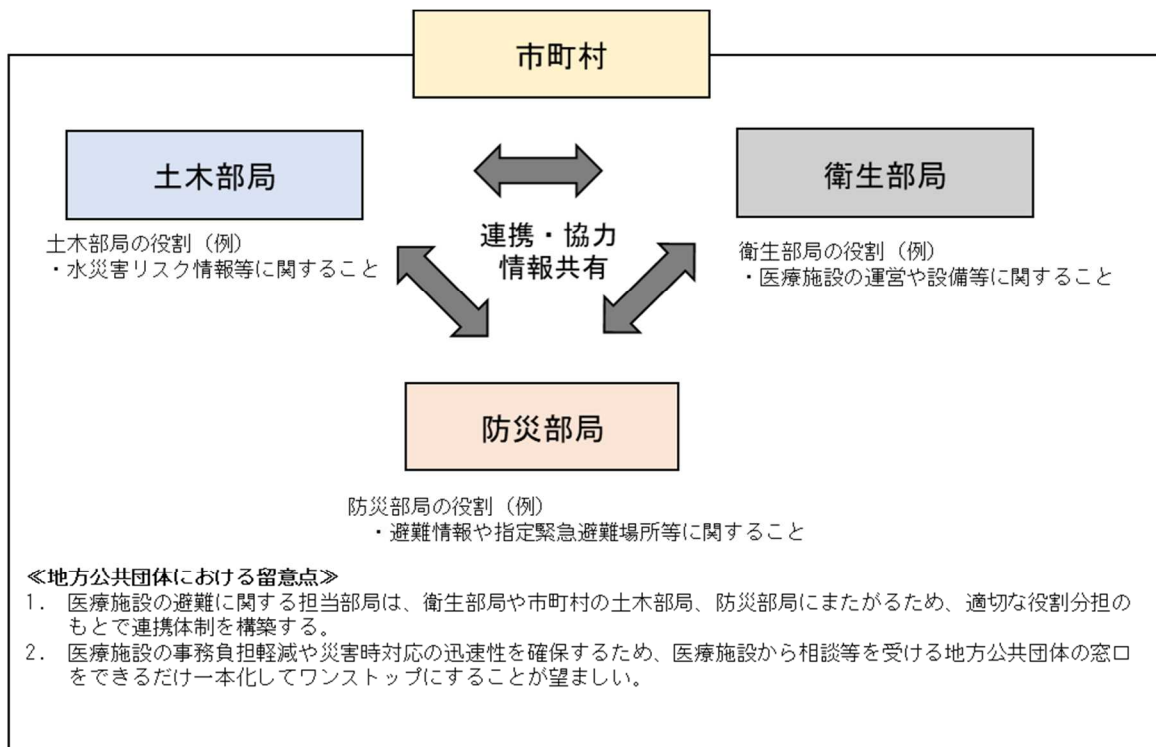 市町村
土木部局
衛生部局
土木部局の役割（例）
・水災害リスク情報等に関すること
連携・協力
情報共有
衛生部局の役割（例）
・医療施設の運営や設備等に関すること
防災部局
防災部局の役割（例）
・避難情報や指定緊急避難場所等に関すること
≪地方公共団体における留意点≫
1. 医療施設の避難に関する担当部局は、衛生部局や市町村の土木部局、防災部局にまたがるため、適切な役割分担の
もとで連携体制を構築する。
2. 医療施設の事務負担軽減や災害時対応の迅速性を確保するため、医療施設から相談等を受ける地方公共団体の窓口
をできるだけ一本化してワンストップにすることが望ましい。